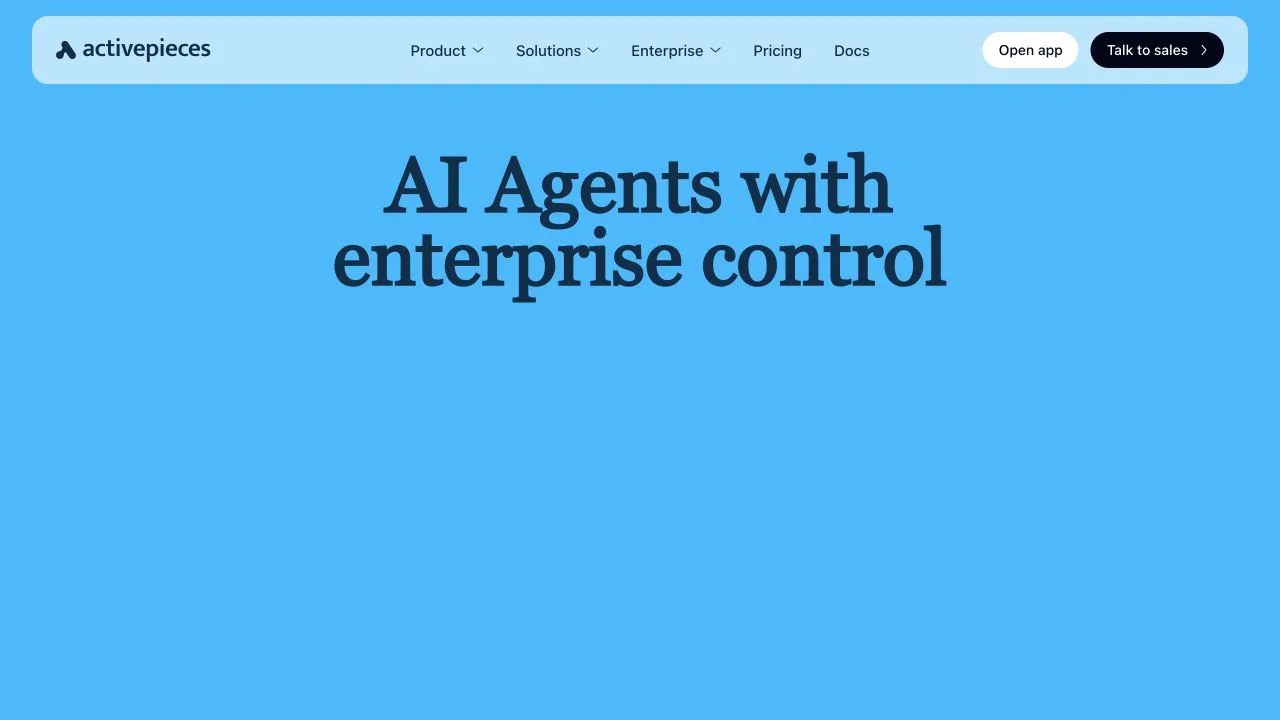 activepieces
Product
Solutions
Enterprise
Pricing
Docs
Open app
Talk to sales
AI Agents with
enterprise control